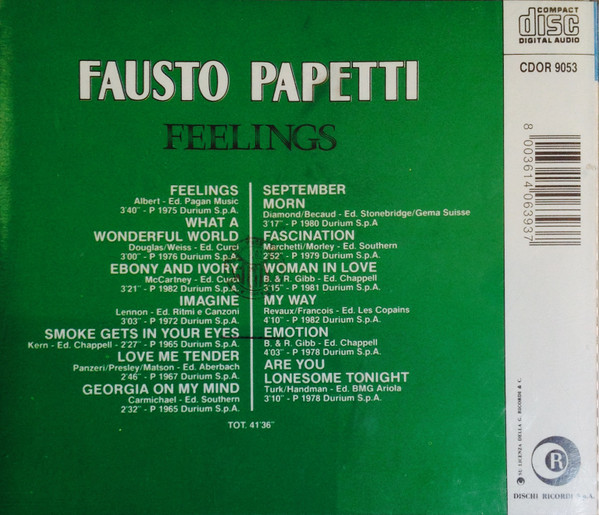 COMPACT
disc
DIGITAL AUDIO
CDOR 9053
FAUSTO PAPETTI
FEELINGS
FEELINGS
Albert - Ed. Pagan Music
3'40" - P 1975 Durium S.p.A.
WHAT A
WONDERFUL WORLD
Douglas/Weiss - Ed. Curci
3'00" - P 1976 Durium S.p.A.
EBONY AND IVORY
McCartney - Ed. Curci
3'21" - P 1982 Durium S.p.A.
IMAGINE
Lennon - Ed. Ritmi e Canzoni
3'03" - P 1972 Durium S.p.A.
SMOKE GETS IN YOUR EYES
Kern - Ed. Chappell - 2'27" - P 1965 Durium S.p.A.
LOVE ME TENDER
Panzeri/Presley/Matson - Ed. Aberbach
2'46" - P 1967 Durium S.p.A.
GEORGIA ON MY MIND
Carmichael - Ed. Southern
2'32" - P 1965 Durium S.p.A.
SEPTEMBER
MORN
Diamond/Becaud - Ed. Stonebridge/Gema Suisse
3'17" - P 1980 Durium S.p.A.
FASCINATION
Marchetti/Morley - Ed. Southern
2'52" - P 1979 Durium S.p.A.
WOMAN IN LOVE
B. & R. Gibb - Ed. Chappell
3'15" - P 1981 Durium S.p.A.
MY WAY
Revaux/Francois - Ed. Les Copains
4'10" - P 1982 Durium S.p.A.
EMOTION
B. & R. Gibb - Ed. Chappell
4'03" - P 1978 Durium S.p.A.
ARE YOU
LONESOME TONIGHT
Turk/Handman - Ed. BMG Ariola
3'10" - P 1978 Durium S.p.A.
TOT. 41'36"
8 003614 063937
SU LICENZA DELLA G. RICORDI & C.
R
DISCHI RICORDI S.p.A.